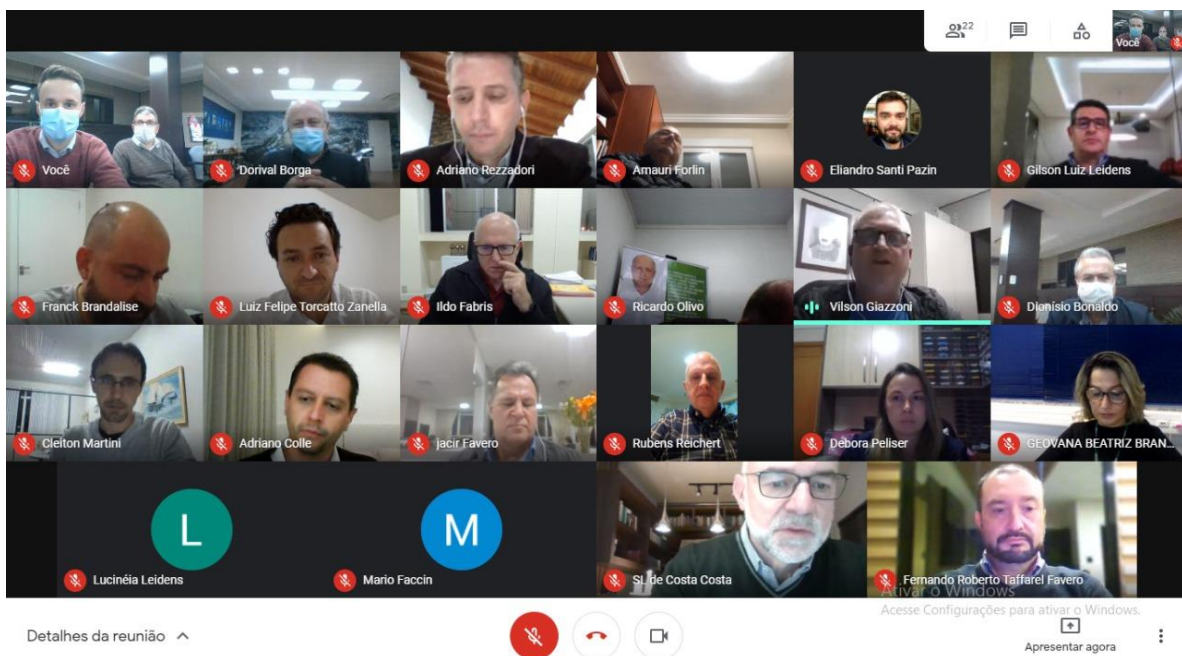 22
Você
Você
Dorival Borga
Adriano Rezzadori
Amauri Forlin
Eliandro Santi Pazin
Gilson Luiz Leidens
Franck Brandalise
Luiz Felipe Torcatto Zanella
Ildo Fabris
Ricardo Olivo
Vilson Giazzoni
Dionísio Bonaldo
Cleiton Martini
Adriano Colle
jacir Favero
Rubens Reichert
Débora Peliser
GEOVANA BEATRIZ BRAN...
L
M
Lucinéia Leidens
Mario Faccin
SL de Costa Costa
Fernando Roberto Taffarel Favero
Ativar o Windows
Acesse Configurações para ativar o Windows.
Detalhes da reunião
Apresentar agora